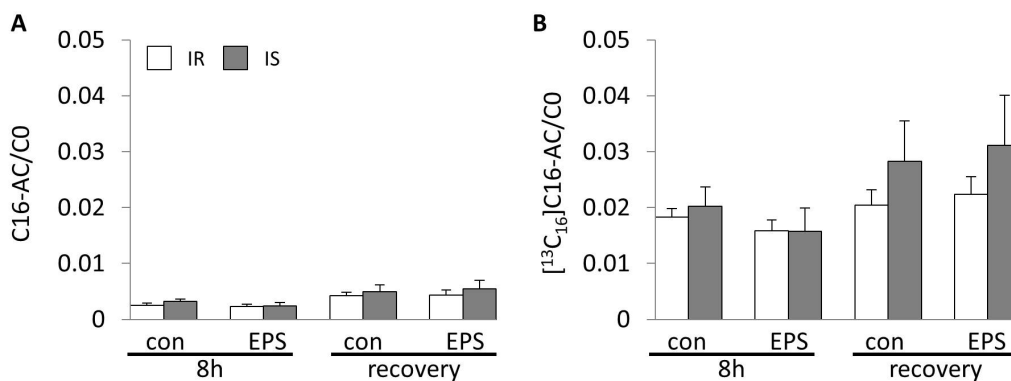 A
C16-AC/C0
0.05
0.04
0.03
0.02
0.01
0
IR IS
con EPS con EPS
8h recovery
B
[¹³C₁₆]C16-AC/C0
0.05
0.04
0.03
0.02
0.01
0
con EPS con EPS
8h recovery